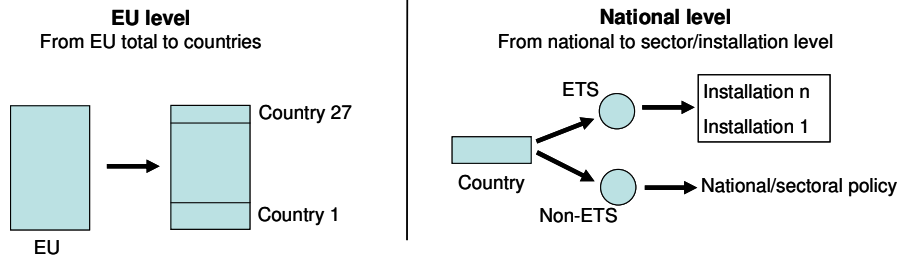 EU level
From EU total to countries
Country 27
Country 1
EU
National level
From national to sector/installation level
ETS
Installation n
Installation 1
Country
Non-ETS
National/sectoral policy